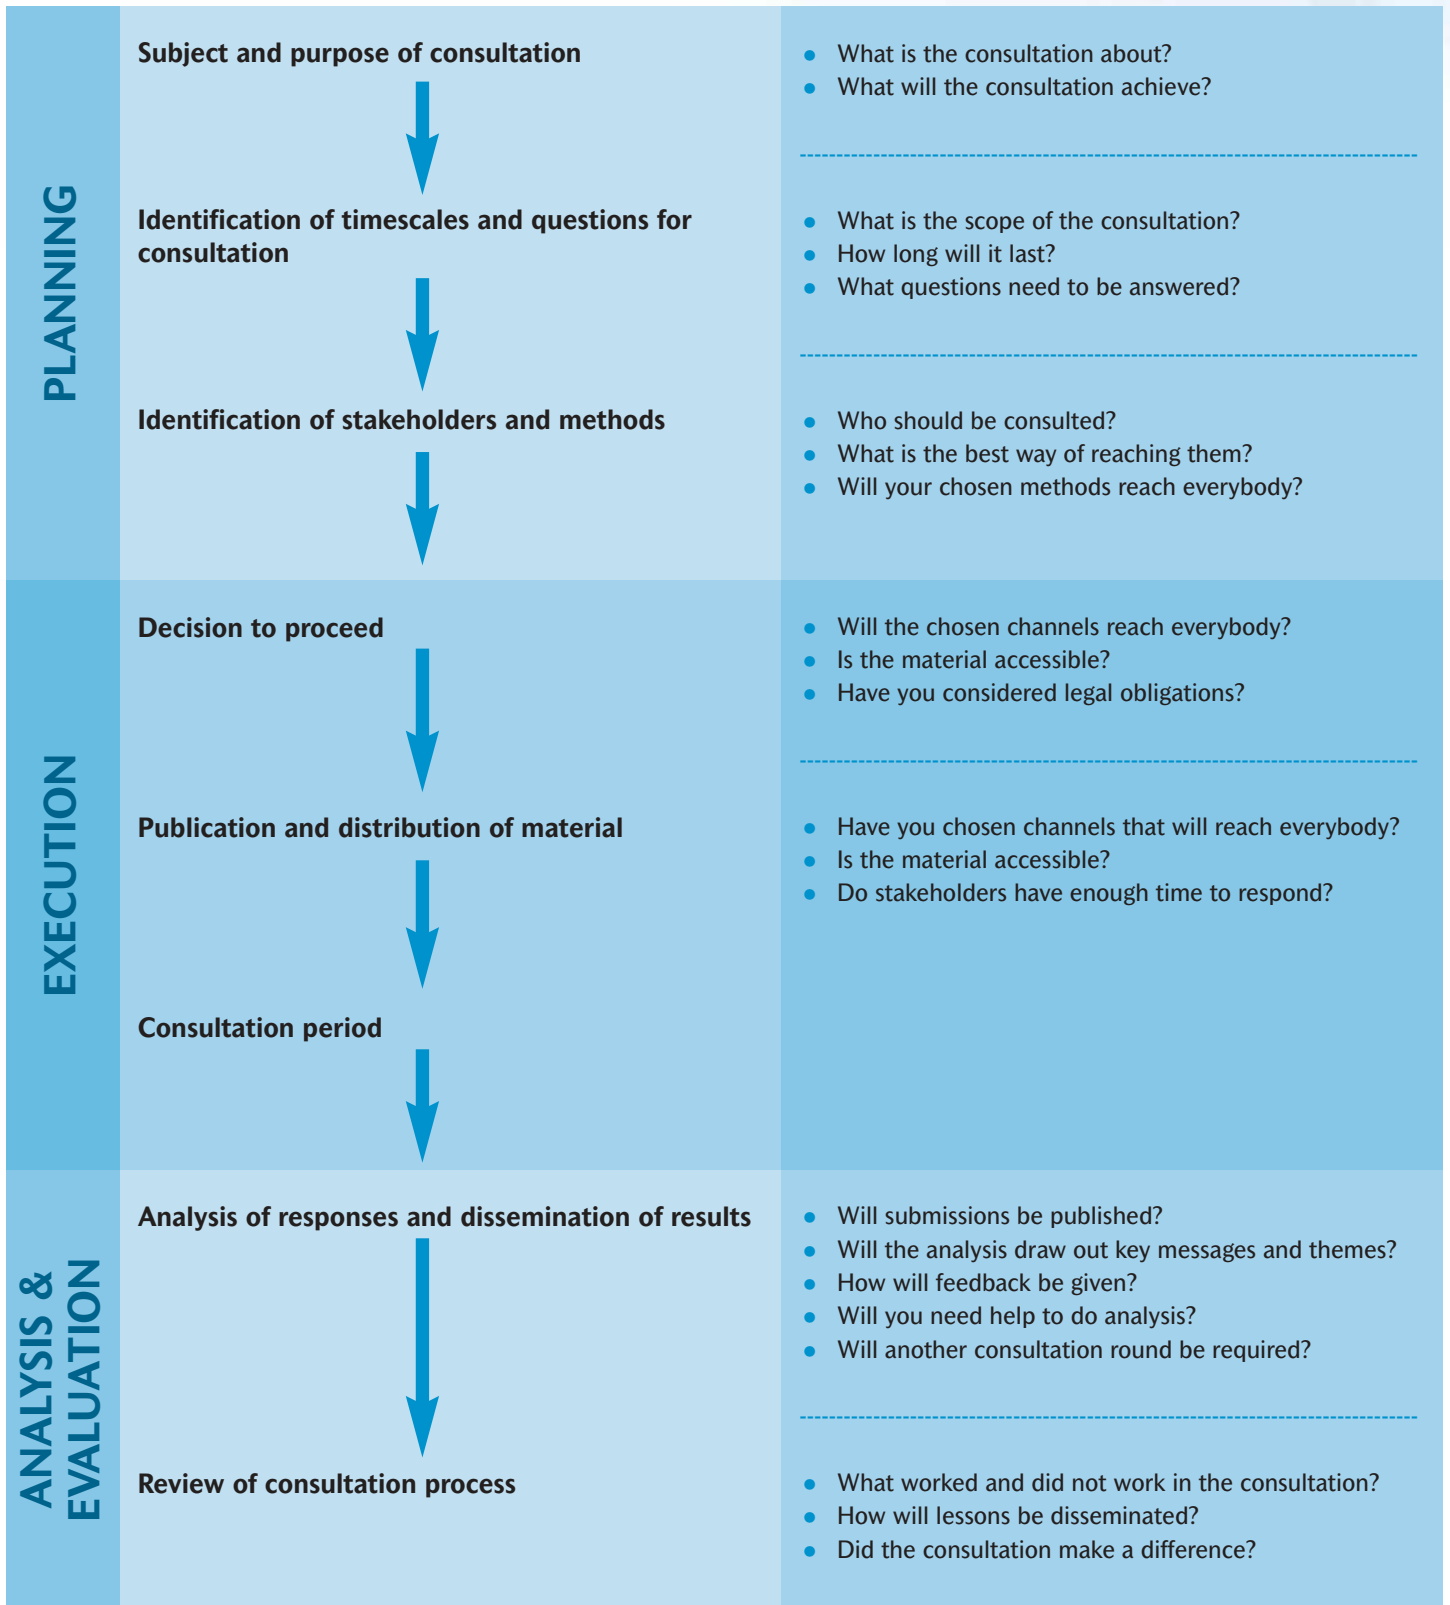 PLANNING
Subject and purpose of consultation
• What is the consultation about?
• What will the consultation achieve?
Identification of timescales and questions for
consultation
• What is the scope of the consultation?
• How long will it last?
• What questions need to be answered?
Identification of stakeholders and methods
• Who should be consulted?
• What is the best way of reaching them?
• Will your chosen methods reach everybody?
EXECUTION
Decision to proceed
• Will the chosen channels reach everybody?
• Is the material accessible?
• Have you considered legal obligations?
Publication and distribution of material
• Have you chosen channels that will reach everybody?
• Is the material accessible?
• Do stakeholders have enough time to respond?
Consultation period
ANALYSIS &
EVALUATION
Analysis of responses and dissemination of results
• Will submissions be published?
• Will the analysis draw out key messages and themes?
• How will feedback be given?
• Will you need help to do analysis?
• Will another consultation round be required?
Review of consultation process
• What worked and did not work in the consultation?
• How will lessons be disseminated?
• Did the consultation make a difference?